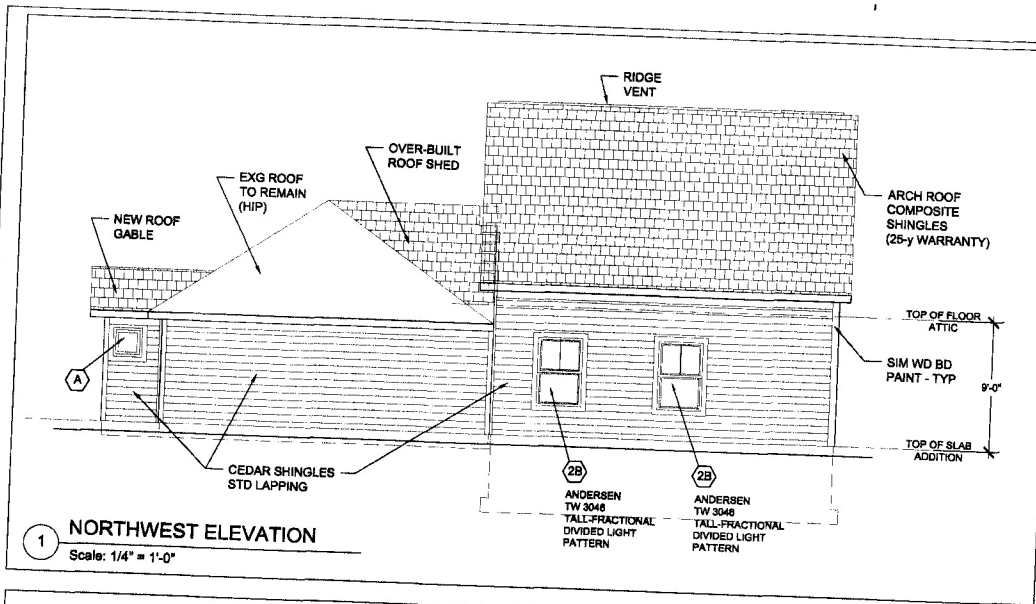 RIDGE
VENT
OVER-BUILT
ROOF SHED
EXG ROOF
TO REMAIN
(HIP)
NEW ROOF
GABLE
ARCH ROOF
COMPOSITE
SHINGLES
(25-y WARRANTY)
TOP OF FLOOR
ATTIC
SIM WD BD
PAINT - TYP
9'-0"
TOP OF SLAB
ADDITION
A
CEDAR SHINGLES
STD LAPPING
2B
ANDERSEN
TW 3046
TALL-FRACTIONAL
DIVIDED LIGHT
PATTERN
2B
ANDERSEN
TW 3046
TALL-FRACTIONAL
DIVIDED LIGHT
PATTERN
1
NORTHWEST ELEVATION
Scale: 1/4" = 1'-0"